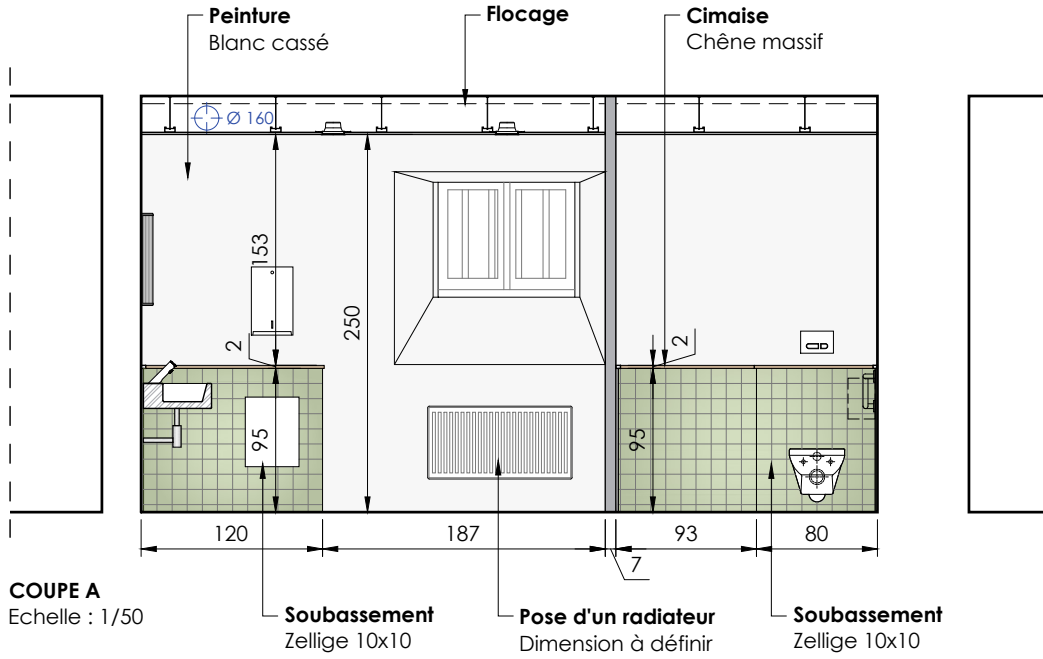 Peinture
Blanc cassé
Flocage
Cimaise
Chêne massif
Ø 160
153
250
2
2
95
95
120
187
93
80
7
COUPE A
Echelle : 1/50
Soubassement
Zellige 10x10
Pose d'un radiateur
Dimension à définir
Soubassement
Zellige 10x10